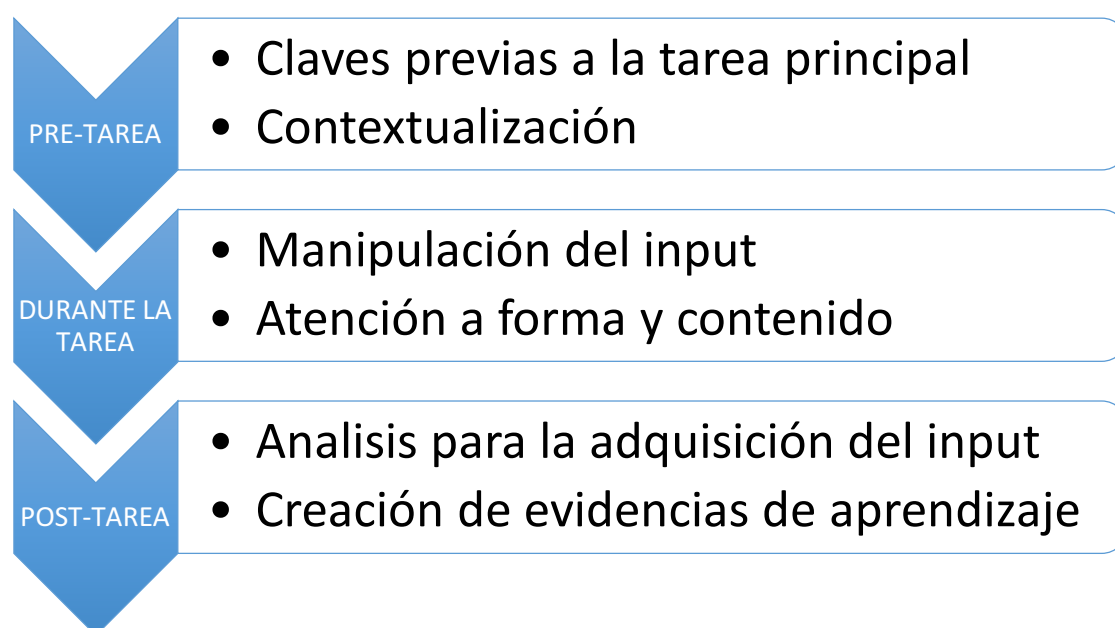 PRE-TAREA
• Claves previas a la tarea principal
• Contextualización
DURANTE LA
TAREA
• Manipulación del input
• Atención a forma y contenido
POST-TAREA
• Analisis para la adquisición del input
• Creación de evidencias de aprendizaje